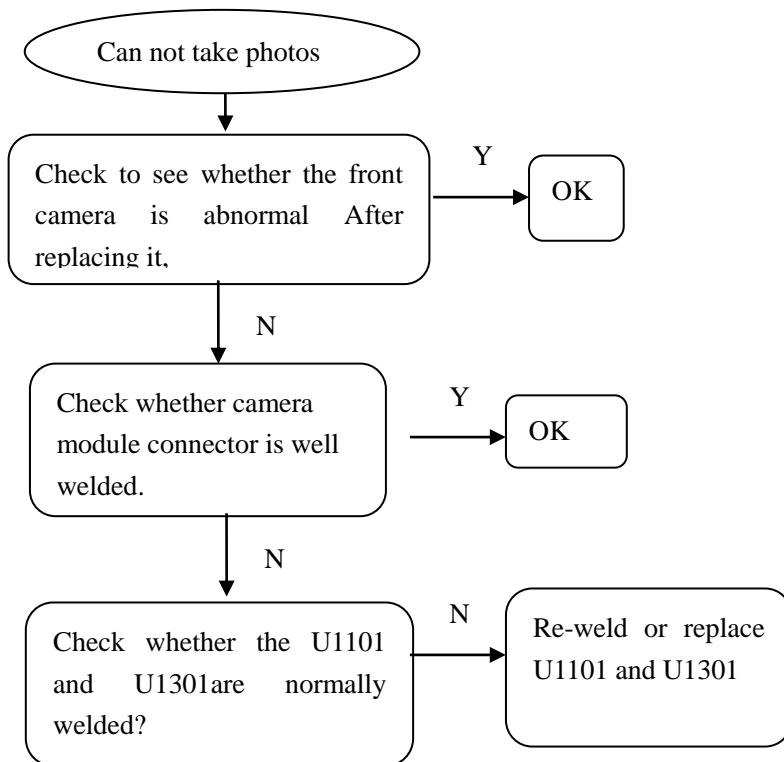 Can not take photos
Check to see whether the front
Y
OK
camera is abnormal After
replacing it,
N
Check whether camera
Y
OK
module connector is well
welded.
N
Check whether the U1101
N
Re-weld or replace
and U1301are normally
U1101 and U1301
welded?